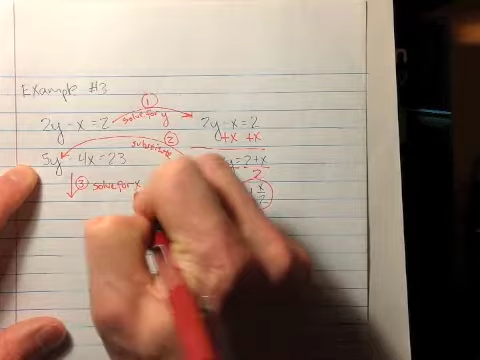 Example #3
①
2y - x = 2 solve for y 2y - x = 2
+x +x
② substitute
5y - 4x = 23 = 2 + x
2
③ solve for x x/2